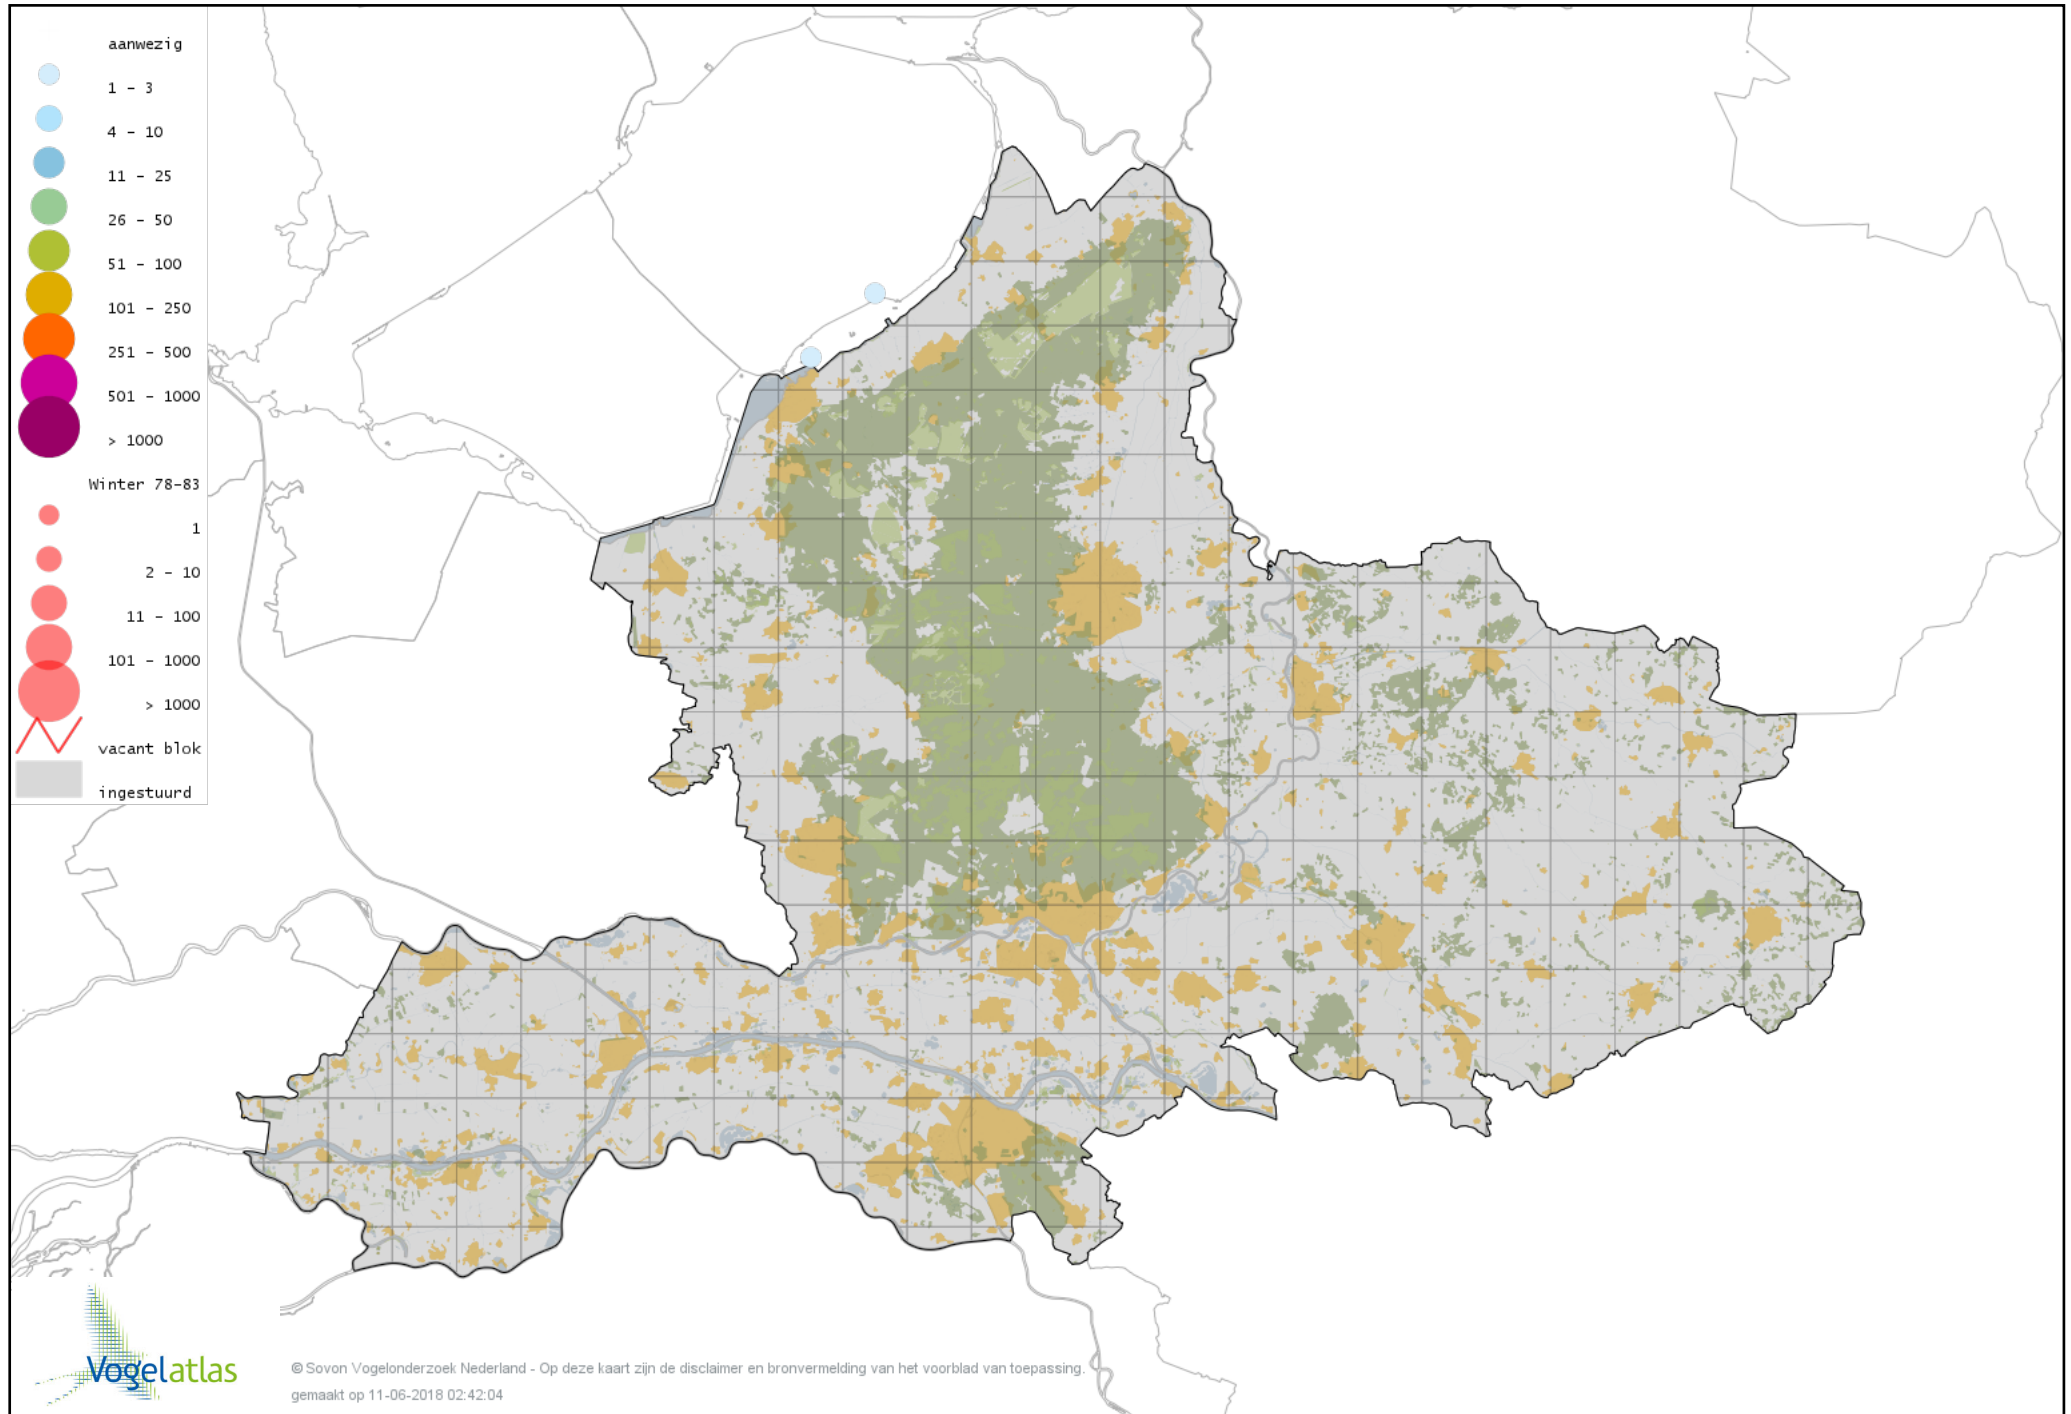 aanwezig
1 - 3
4 - 10
11 - 25
26 - 50
51 - 100
101 - 250
251 - 500
501 - 1000
> 1000
Winter 78-83
1
2 - 10
11 - 100
101 - 1000
> 1000
vacant blok
ingestuurd
Vogelatlas
© Sovon Vogelonderzoek Nederland - Op deze kaart zijn de disclaimer en bronvermelding van het voorblad van toepassing.
gemaakt op 11-06-2018 02:42:04